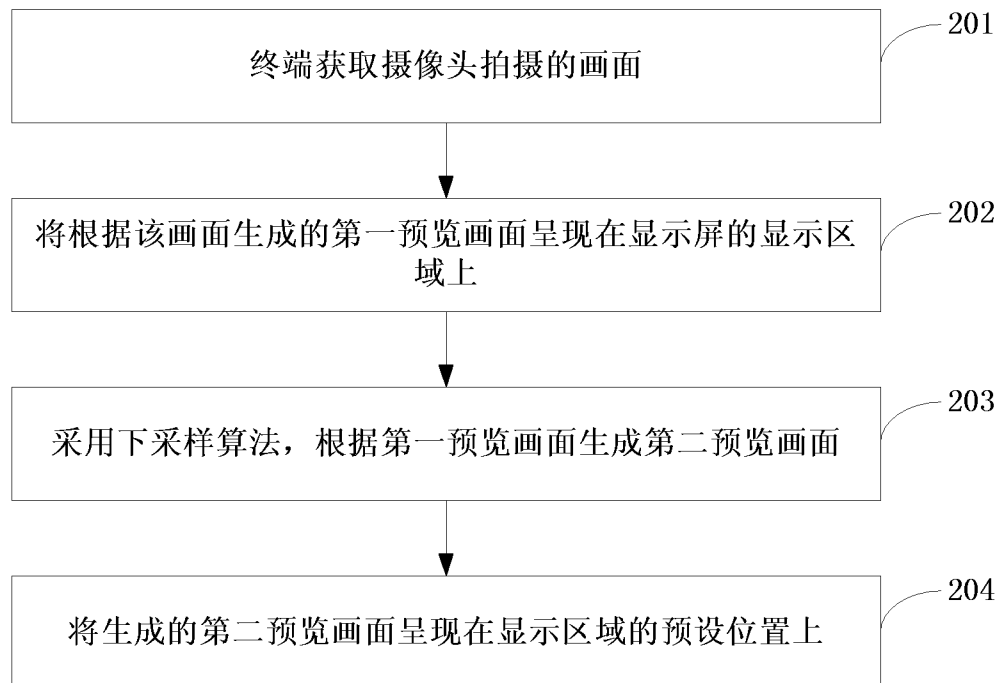 201
终端获取摄像头拍摄的画面
202
将根据该画面生成的第一预览画面呈现在显示屏的显示区
域上
203
采用下采样算法，根据第一预览画面生成第二预览画面
204
将生成的第二预览画面呈现在显示区域的预设位置上